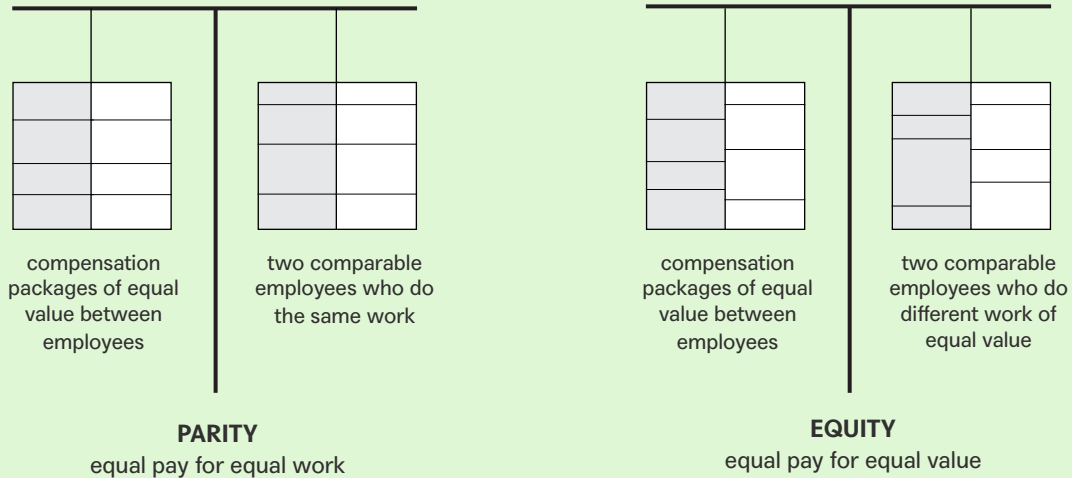 compensation
packages of equal
value between
employees
two comparable
employees who do
the same work
PARITY
equal pay for equal work
compensation
packages of equal
value between
employees
two comparable
employees who do
different work of
equal value
EQUITY
equal pay for equal value